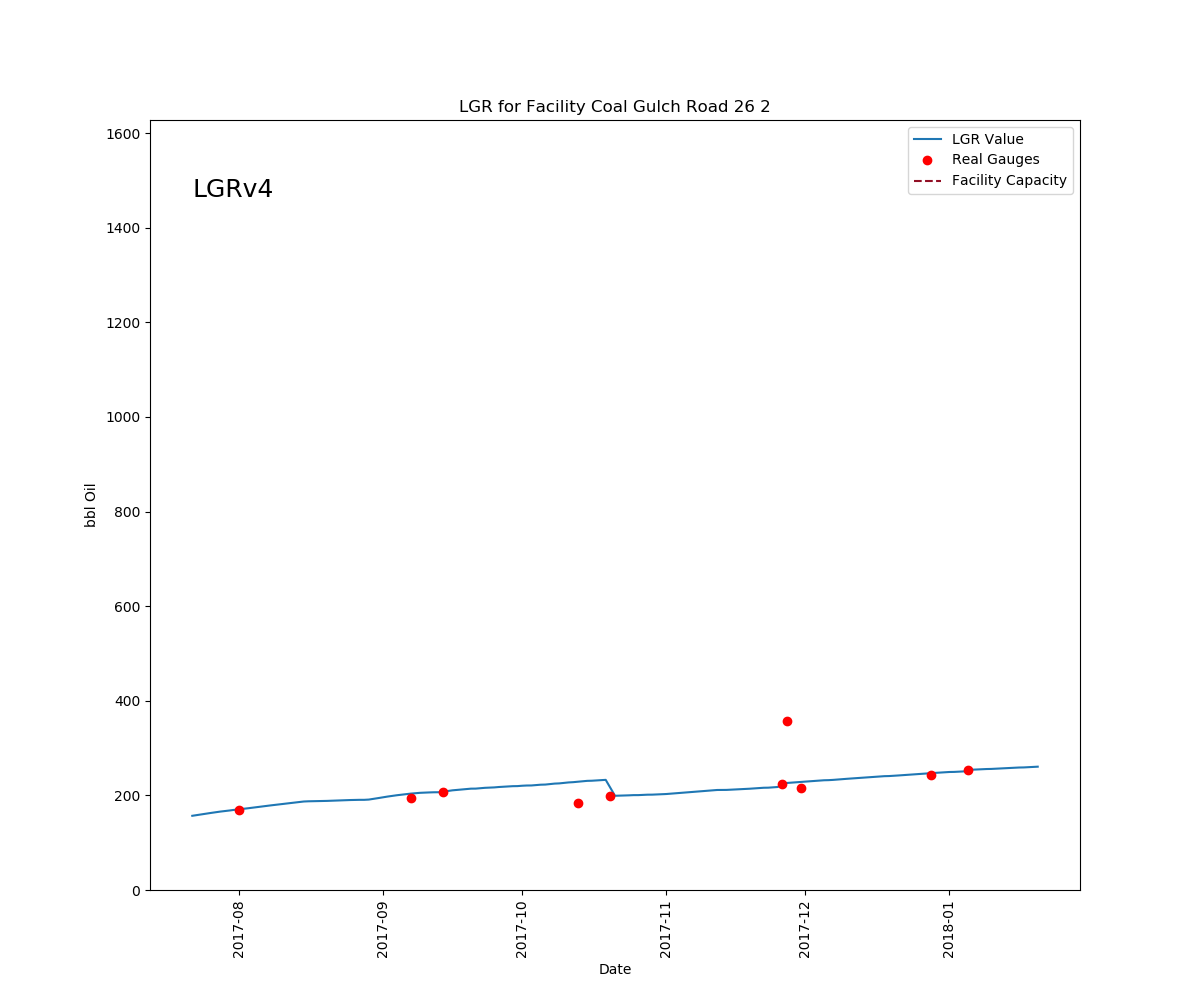 LGR for Facility Coal Gulch Road 26 2
LGRv4
LGR Value
Real Gauges
Facility Capacity
1600
1400
1200
1000
800
600
400
200
0
bbl Oil
2017-08
2017-09
2017-10
2017-11
2017-12
2018-01
Date